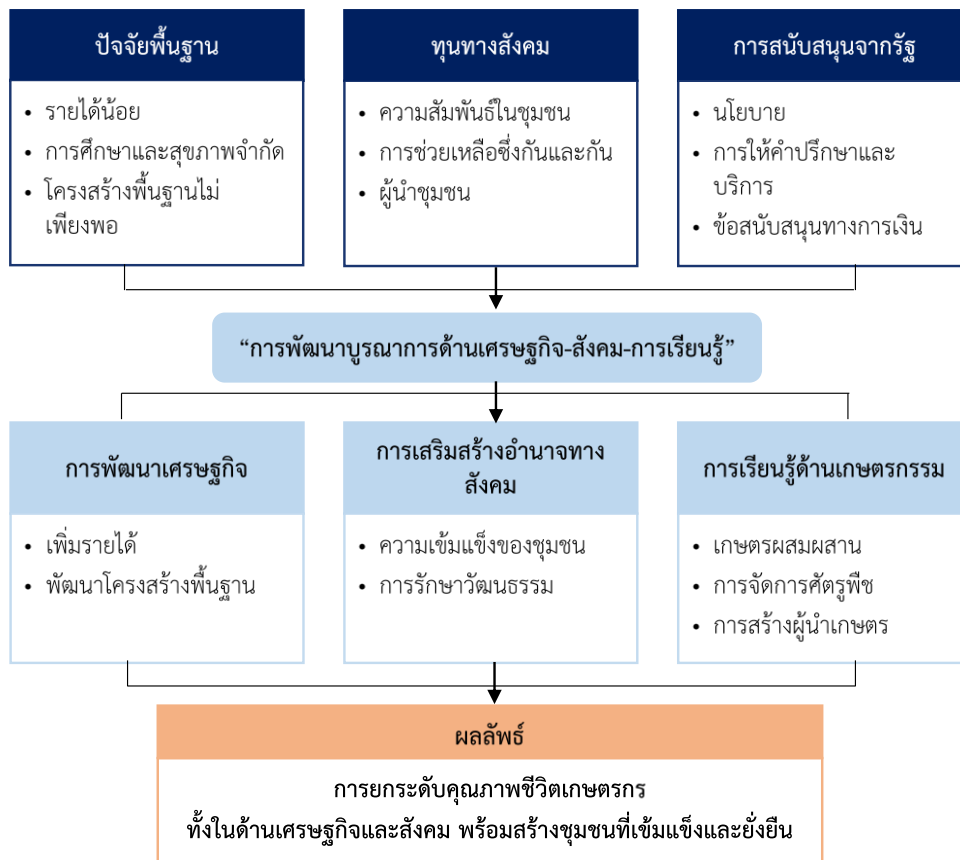 ปัจจัยพื้นฐาน
• รายได้น้อย
• การศึกษาและสุขภาพจำกัด
• โครงสร้างพื้นฐานไม่
เพียงพอ
ทุนทางสังคม
• ความสัมพันธ์ในชุมชน
• การช่วยเหลือซึ่งกันและกัน
• ผู้นำชุมชน
การสนับสนุนจากรัฐ
• นโยบาย
• การให้คำปรึกษาและ
บริการ
• ข้อสนับสนุนทางการเงิน
“การพัฒนาบูรณาการด้านเศรษฐกิจ-สังคม-การเรียนรู้”
การพัฒนาเศรษฐกิจ
• เพิ่มรายได้
• พัฒนาโครงสร้างพื้นฐาน
การเสริมสร้างอำนาจทาง
สังคม
• ความเข้มแข็งของชุมชน
• การรักษาวัฒนธรรม
การเรียนรู้ด้านเกษตรกรรม
• เกษตรผสมผสาน
• การจัดการศัตรูพืช
• การสร้างผู้นำเกษตร
ผลลัพธ์
การยกระดับคุณภาพชีวิตเกษตรกร
ทั้งในด้านเศรษฐกิจและสังคม พร้อมสร้างชุมชนที่เข้มแข็งและยั่งยืน